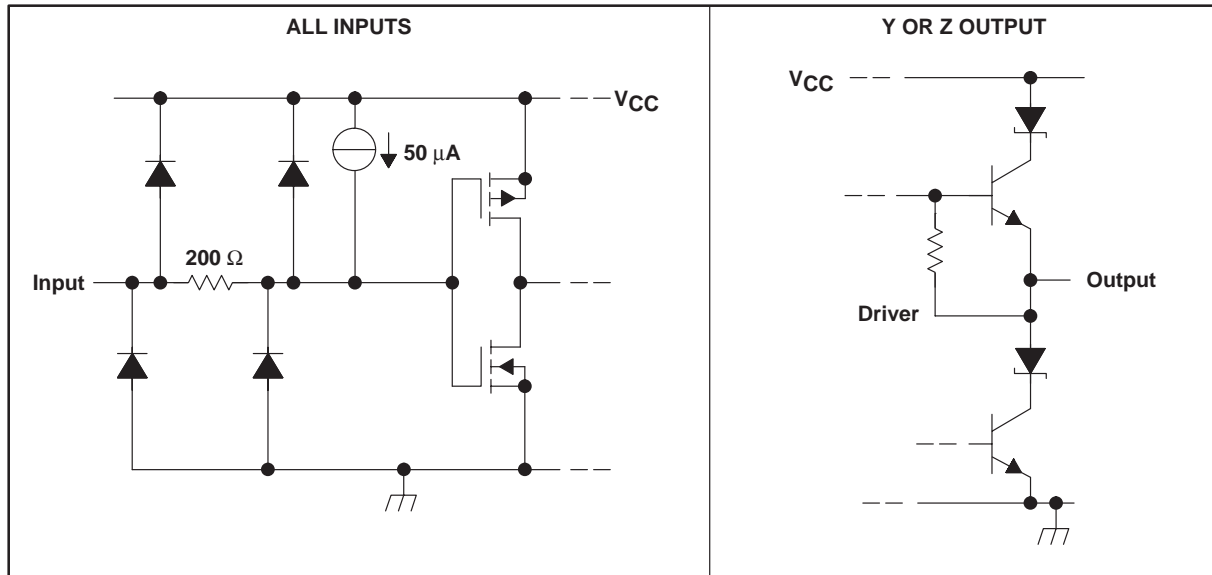 ALL INPUTS
VCC
50 μA
200 Ω
Input
Y OR Z OUTPUT
VCC
Output
Driver